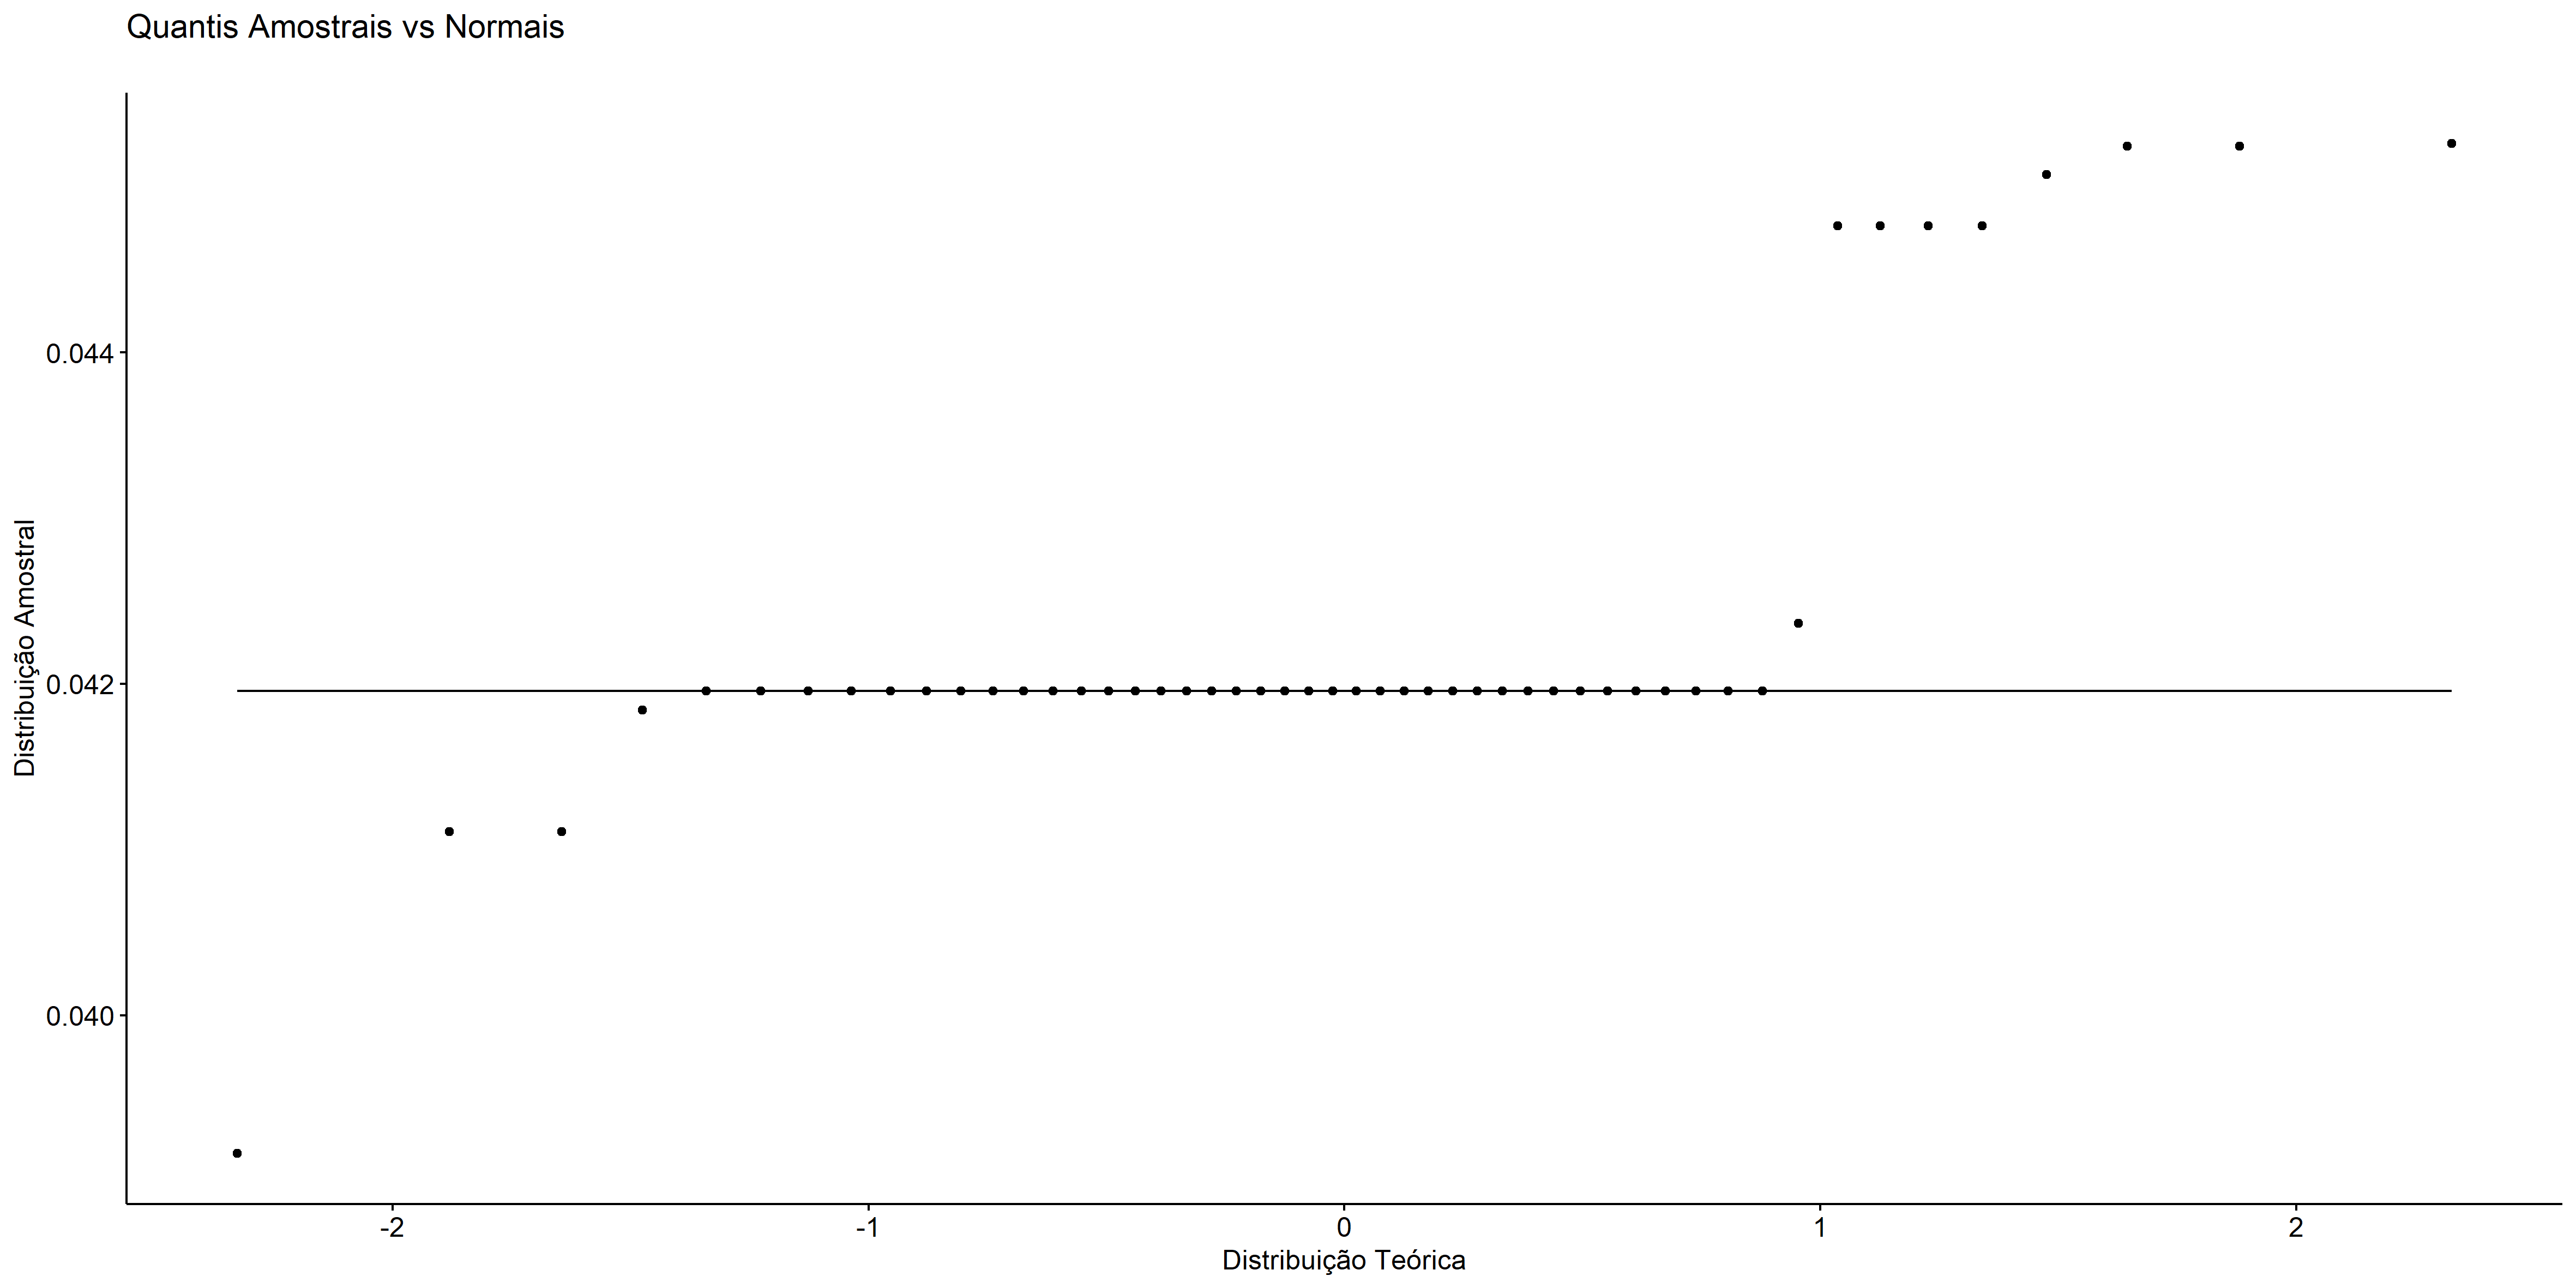 Quantis Amostrais vs Normais
Distribuição Amostral
0.044
0.042
0.040
-2
-1
0
1
2
Distribuição Teórica